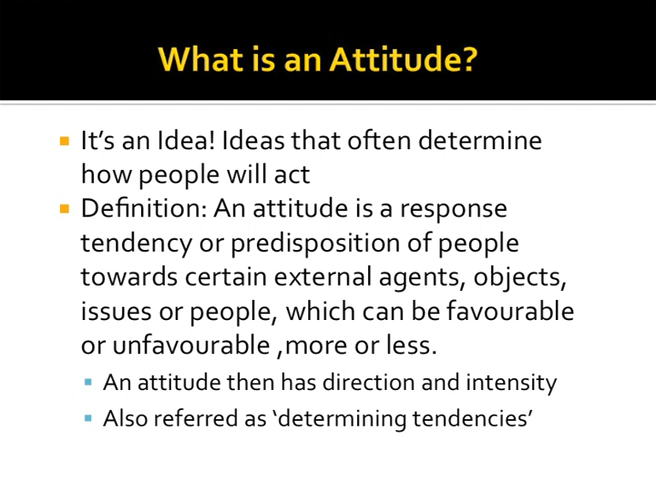 What is an Attitude?
It’s an Idea! Ideas that often determine
how people will act
Definition: An attitude is a response
tendency or predisposition of people
towards certain external agents, objects,
issues or people, which can be favourable
or unfavourable ,more or less.
An attitude then has direction and intensity
Also referred as ‘determining tendencies’